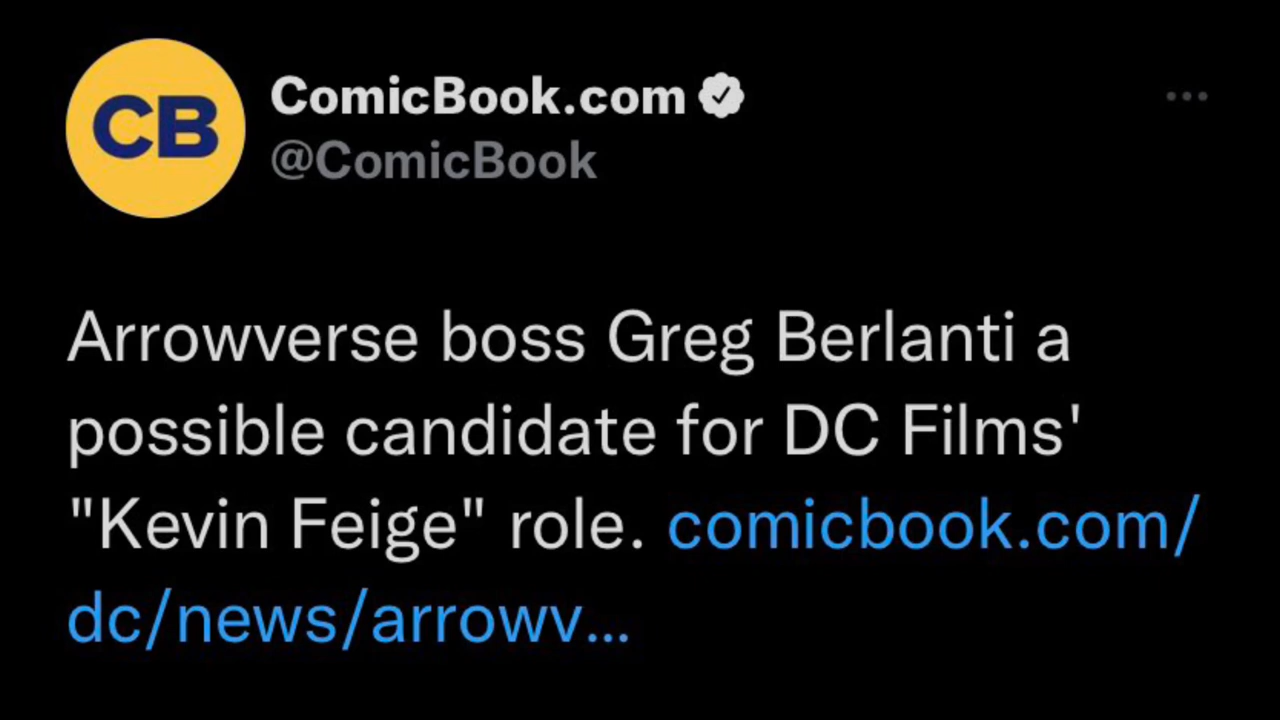 CB
ComicBook.com
@ComicBook
Arrowverse boss Greg Berlanti a
possible candidate for DC Films'
"Kevin Feige" role. comicbook.com/
dc/news/arrowv...